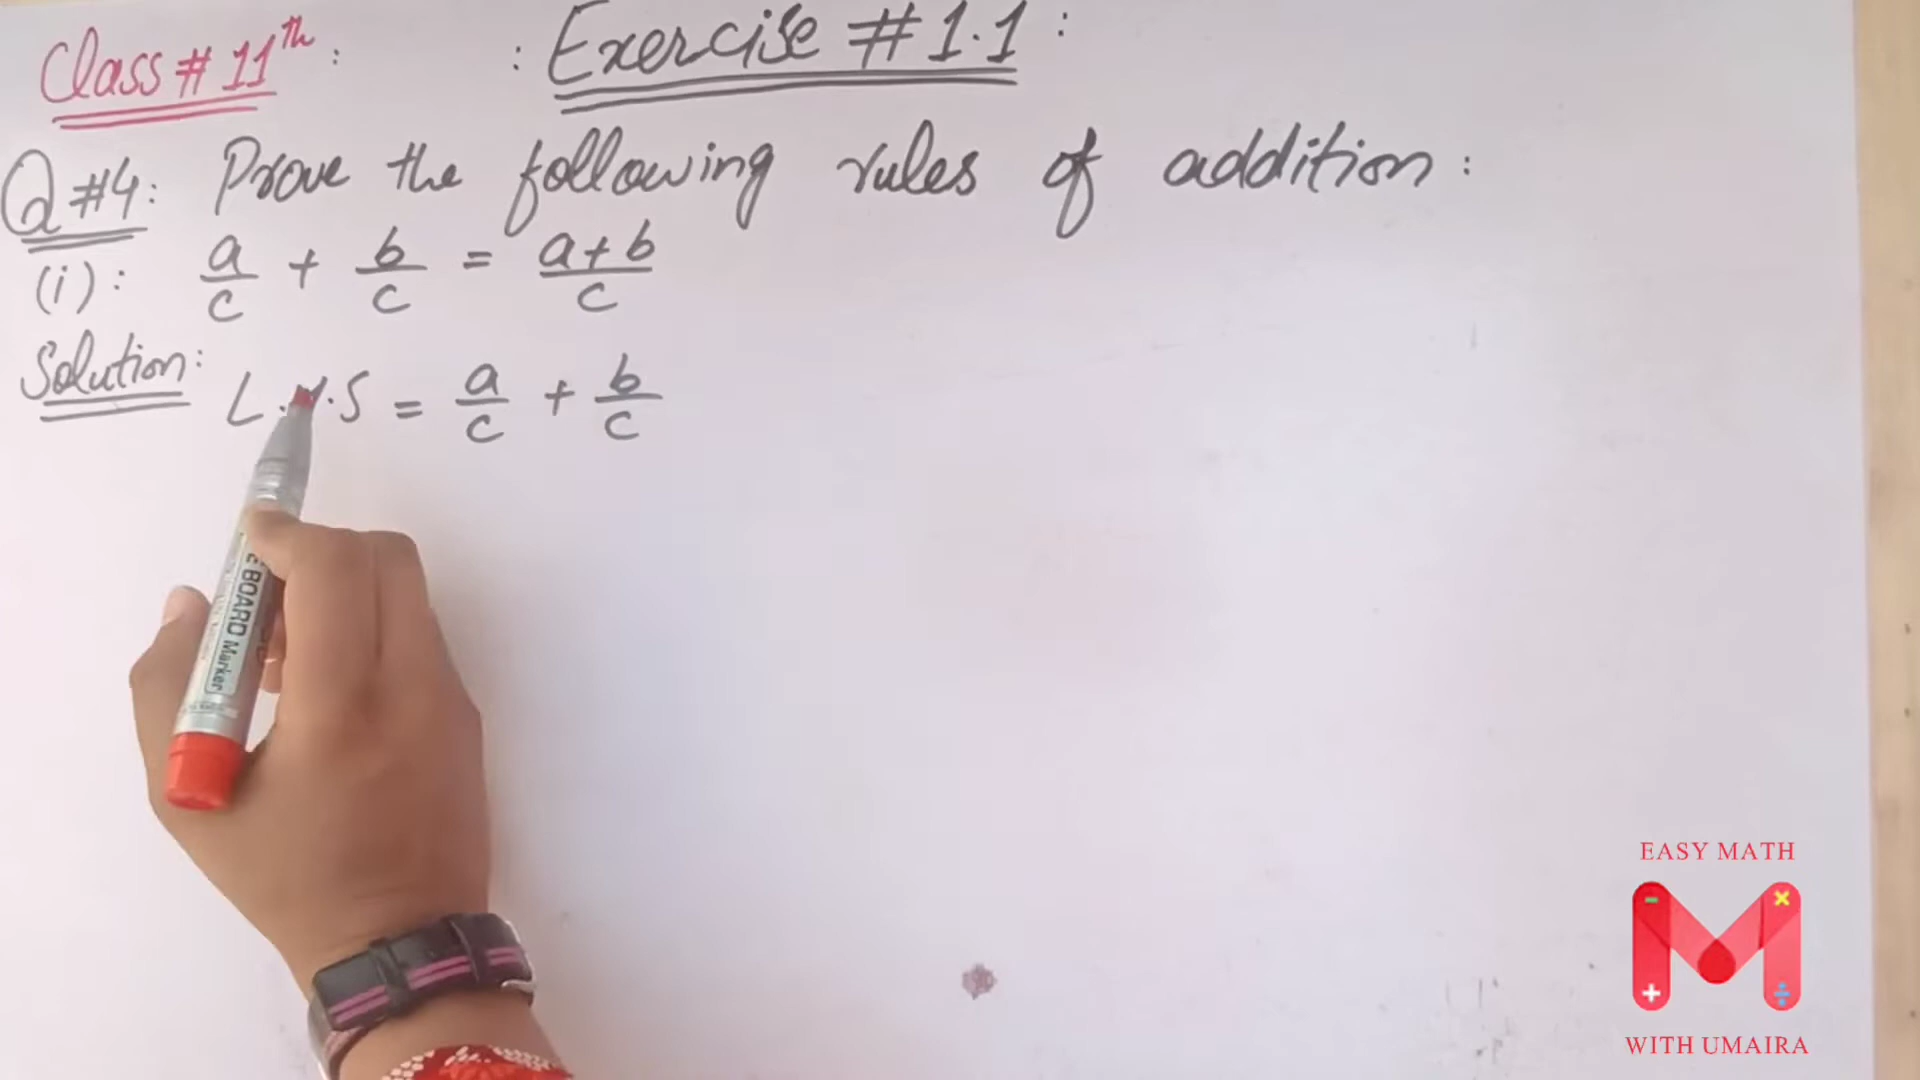 Class # 11th :
: Exercise # 1.1 :
Q #4: Prove the following rules of addition :
(i): a/c + b/c = a+b/c
Solution: L.H.S = a/c + b/c
BOARD Marker
EASY MATH
WITH UMAIRA